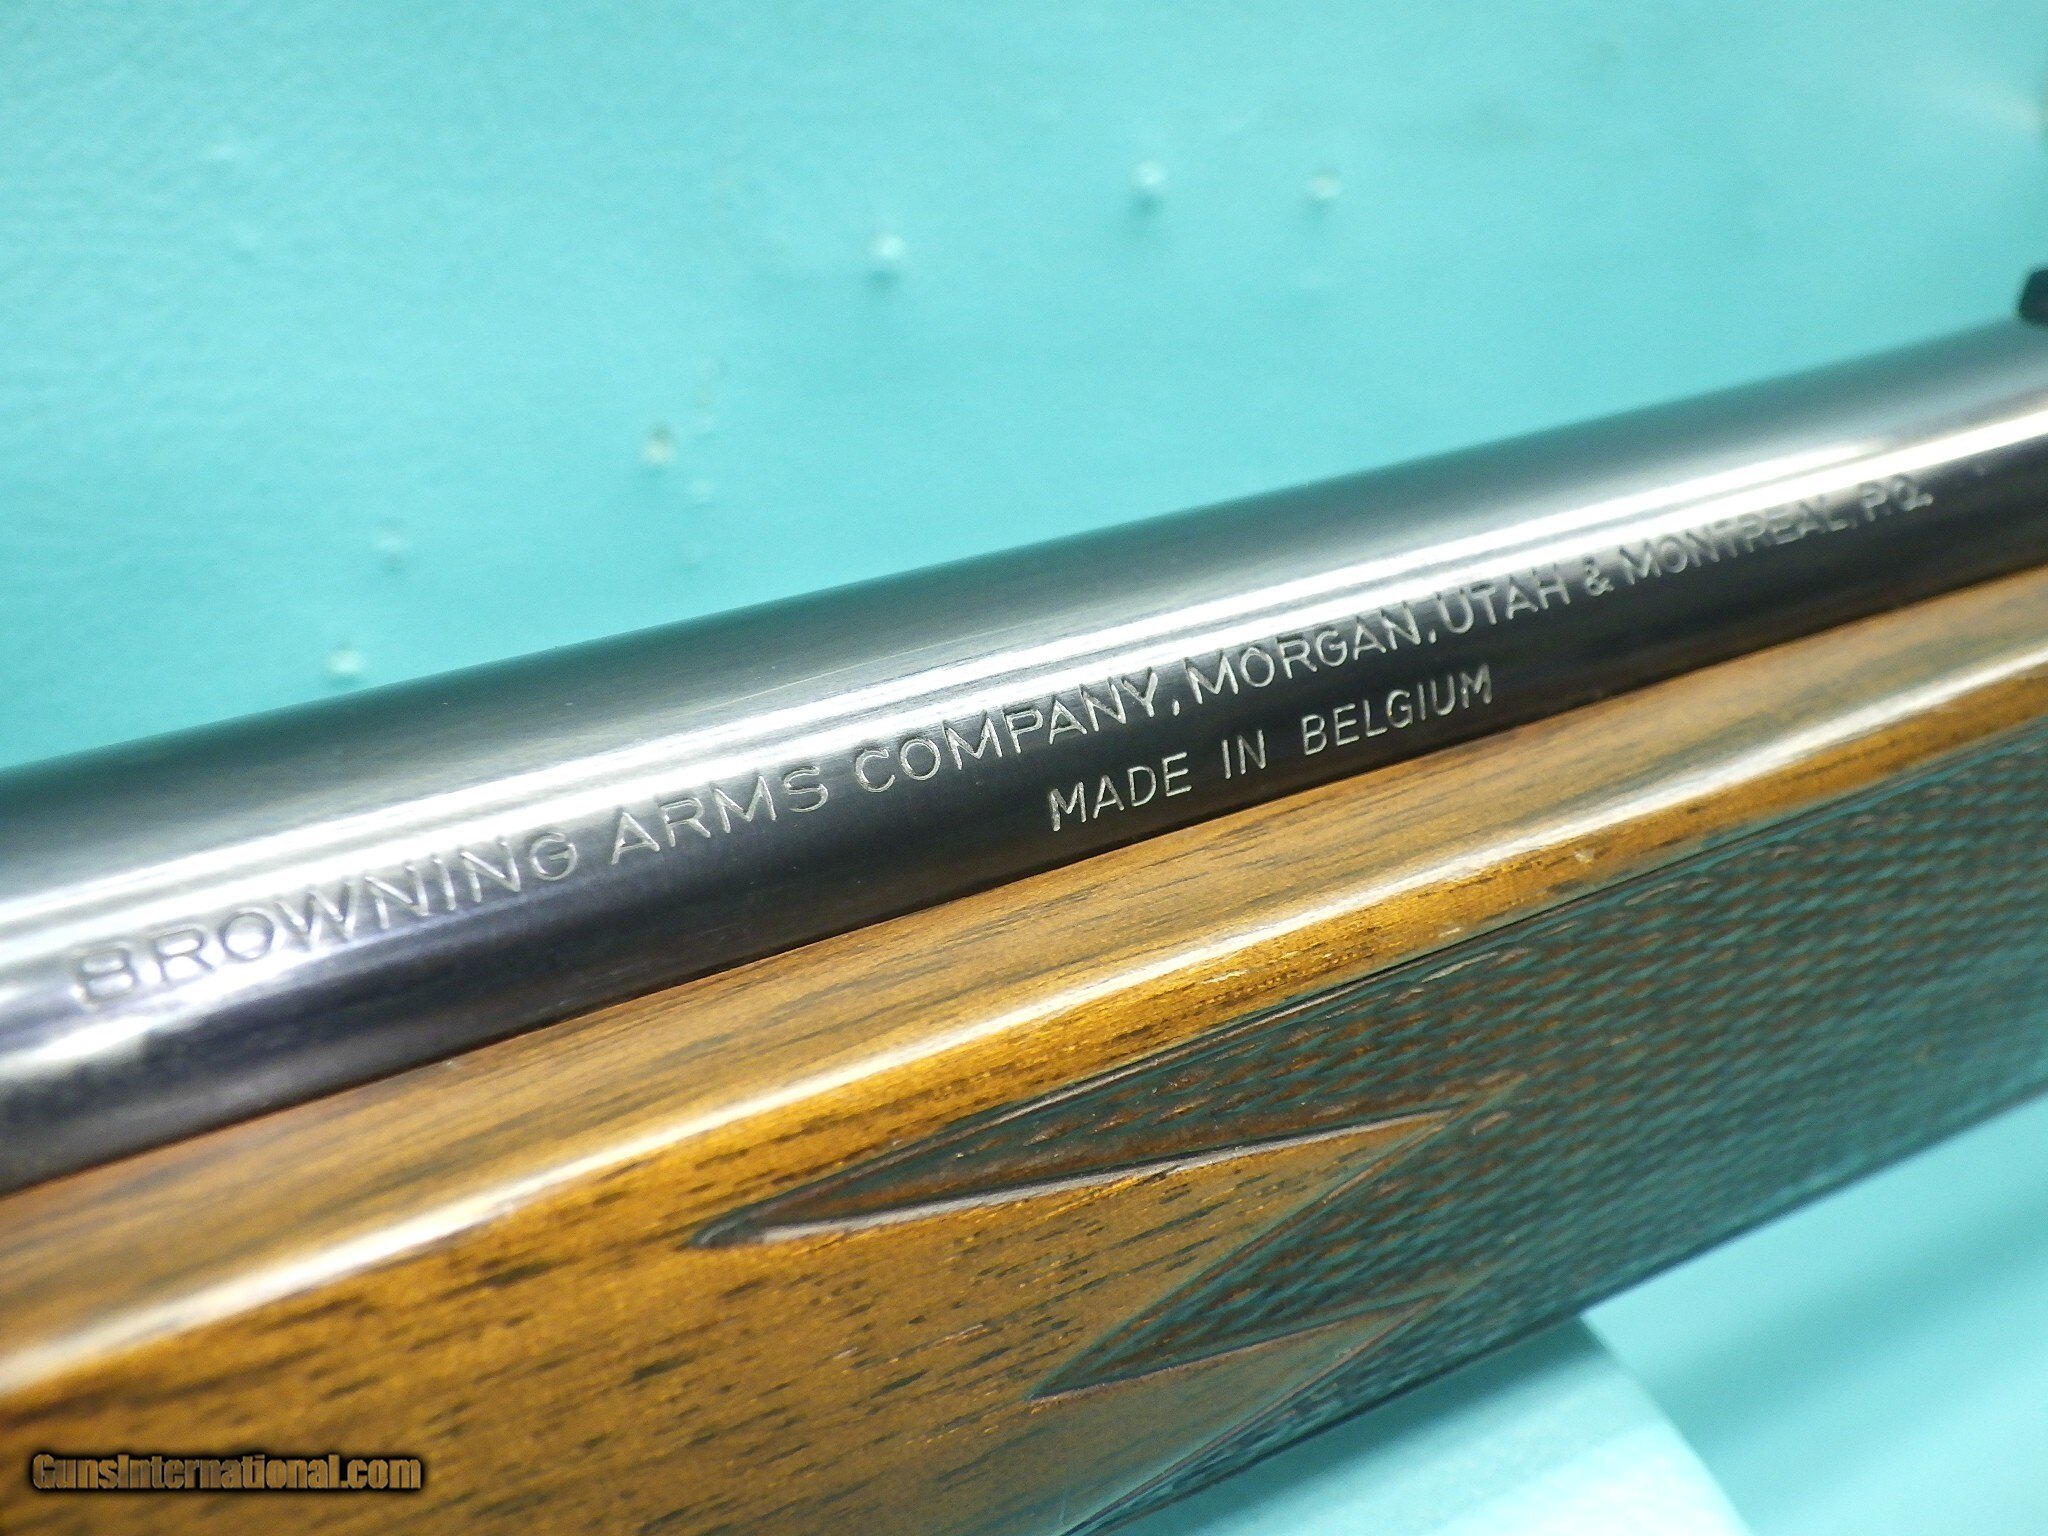 BROWNING ARMS COMPANY, MORGAN, UTAH & MONTREAL, P.Q.
MADE IN BELGIUM
GunsInternational.com